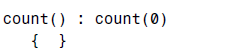 count() : count(0)
{ }